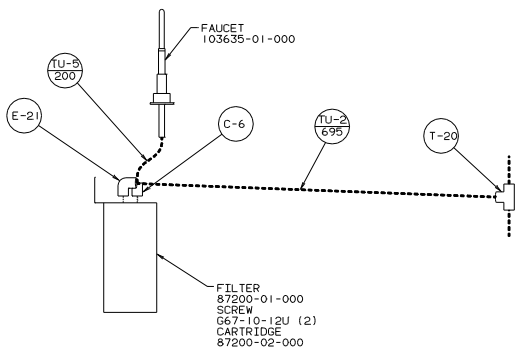 FAUCET
103635-01-000
TU-5
200
E-21
C-6
TU-2
695
T-20
FILTER
87200-01-000
SCREW
G67-10-12U (2)
CARTRIDGE
87200-02-000